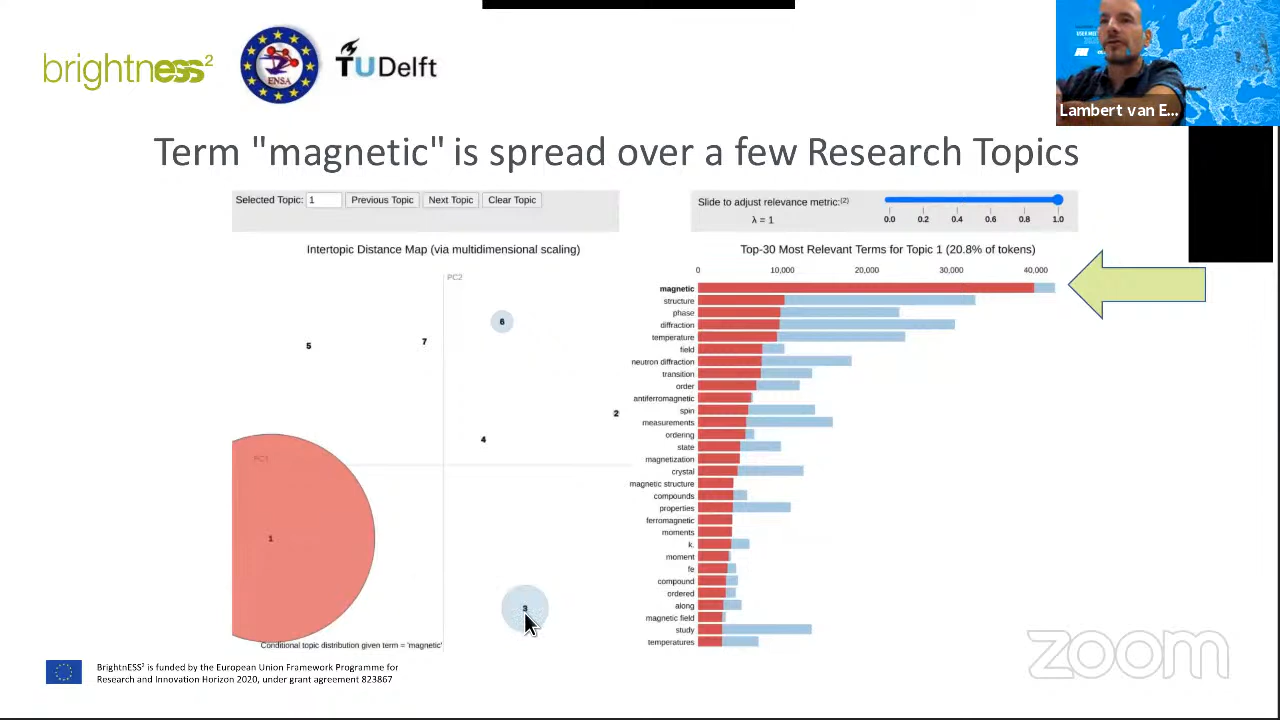 brightness²
ENSA
TUDelft
Lambert van E...
Term "magnetic" is spread over a few Research Topics
Selected Topic: 1 Previous Topic Next Topic Clear Topic
Slide to adjust relevance metric:(2)
λ = 1
0.0 0.2 0.4 0.6 0.8 1.0
Intertopic Distance Map (via multidimensional scaling)
PC2
6
5
7
2
4
PC1
1
3
Conditional topic distribution given term = 'magnetic'
Top-30 Most Relevant Terms for Topic 1 (20.8% of tokens)
0 10,000 20,000 30,000 40,000
magnetic
structure
phase
diffraction
temperature
field
neutron diffraction
transition
order
antiferromagnetic
spin
measurements
ordering
state
magnetization
crystal
magnetic structure
compounds
properties
ferromagnetic
moments
k.
moment
fe
compound
ordered
along
magnetic field
study
temperatures
BrightnESS² is funded by the European Union Framework Programme for
Research and Innovation Horizon 2020, under grant agreement 823867
zoom